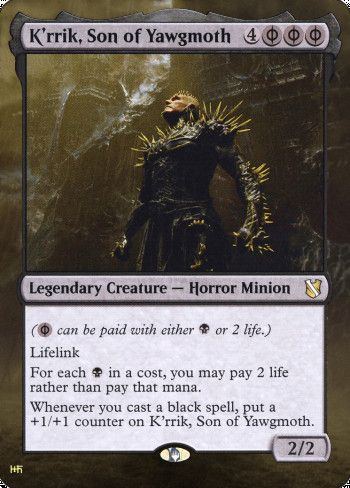 K'rrik, Son of Yawgmoth 4
Legendary Creature — Horror Minion
( can be paid with either or 2 life.)
Lifelink
For each in a cost, you may pay 2 life
rather than pay that mana.
Whenever you cast a black spell, put a
+1/+1 counter on K'rrik, Son of Yawgmoth.
2/2